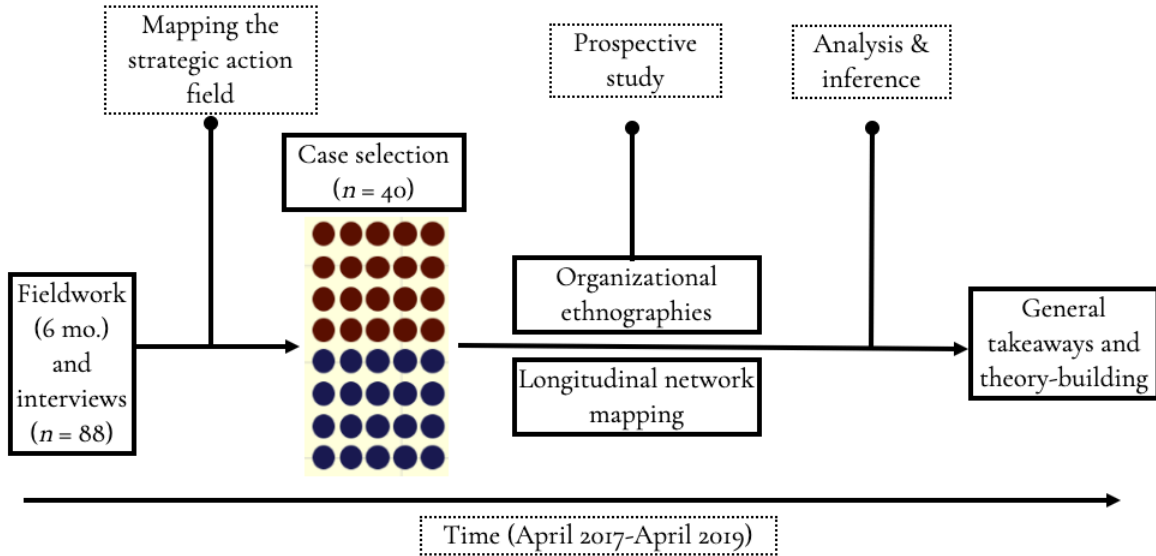 Mapping the
strategic action
field
Prospective
study
Analysis &
inference
Case selection
(n = 40)
Fieldwork
(6 mo.)
and
interviews
(n = 88)
Organizational
ethnographies
Longitudinal network
mapping
General
takeaways and
theory-building
Time (April 2017-April 2019)